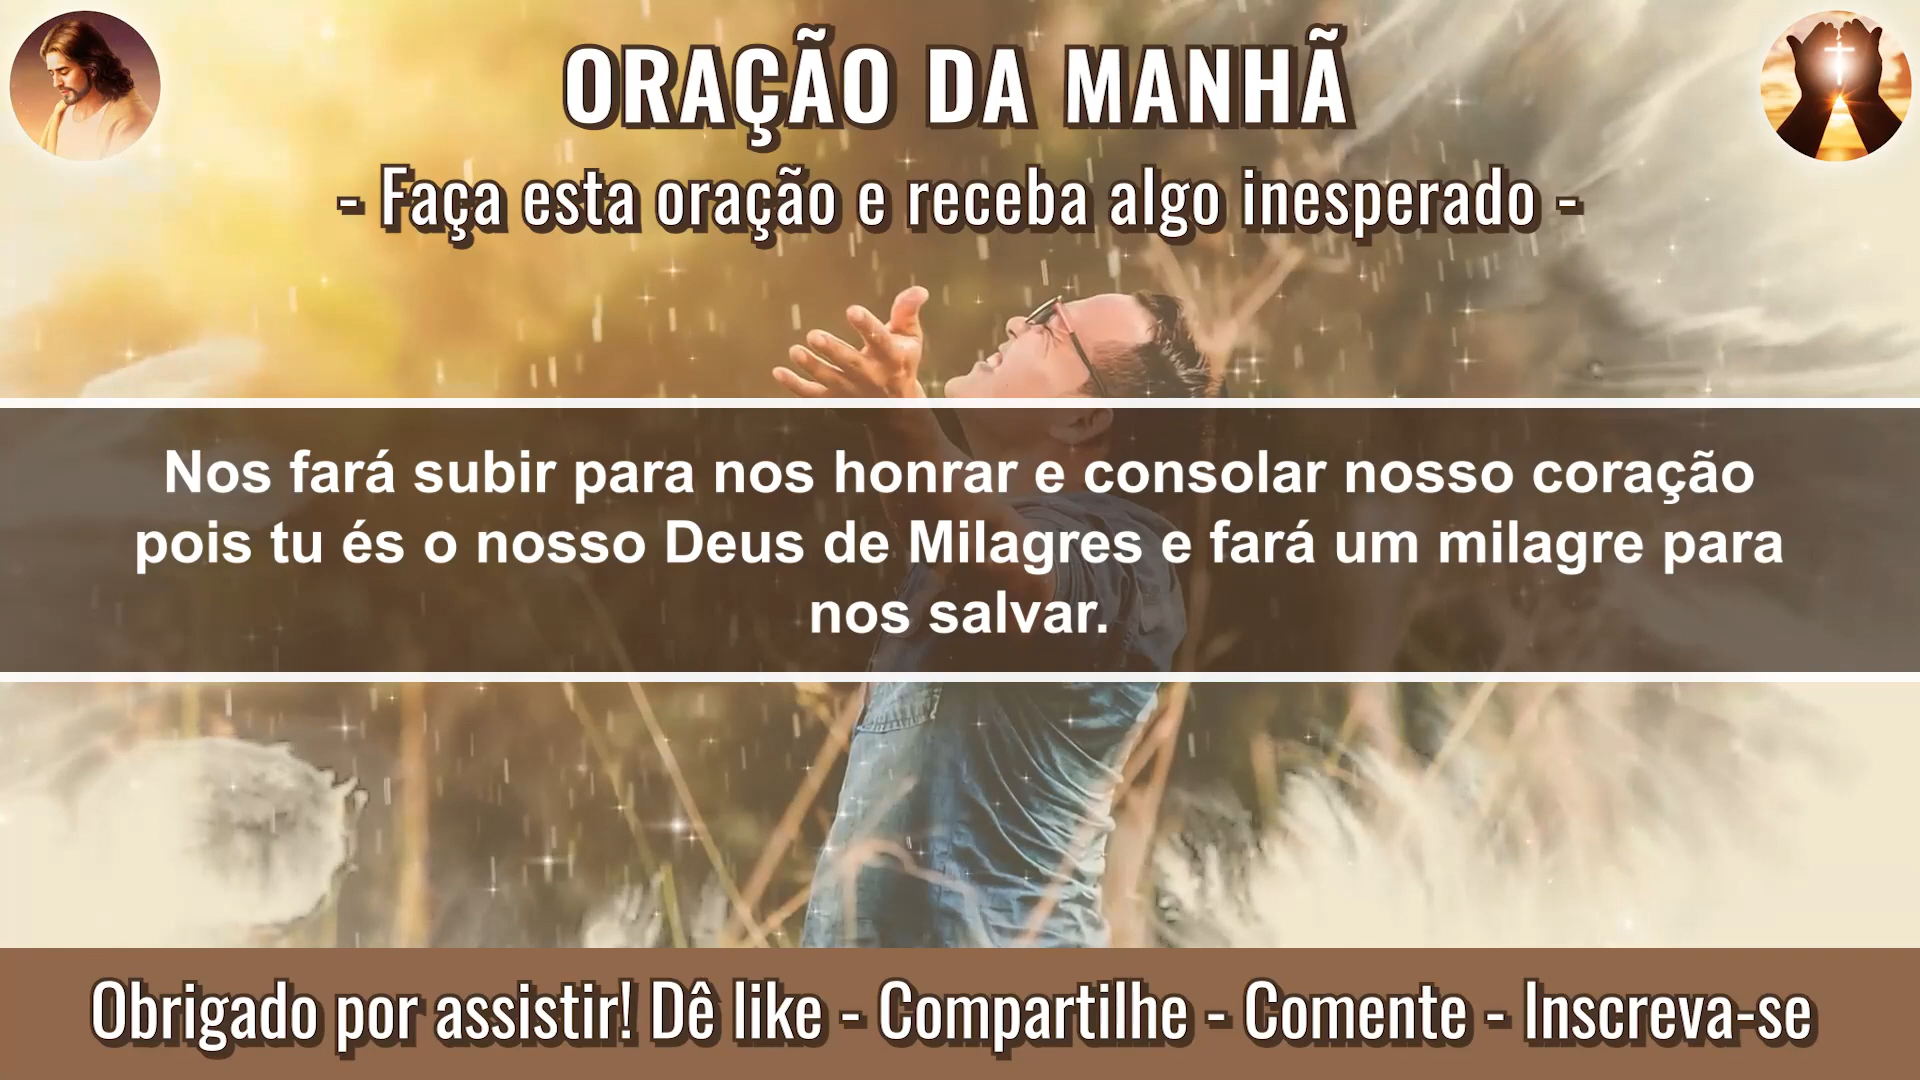 ORAÇÃO DA MANHÃ
- Faça esta oração e receba algo inesperado -
Nos fará subir para nos honrar e consolar nosso coração
pois tu és o nosso Deus de Milagres e fará um milagre para
nos salvar.
Obrigado por assistir! Dê like - Compartilhe - Comente - Inscreva-se